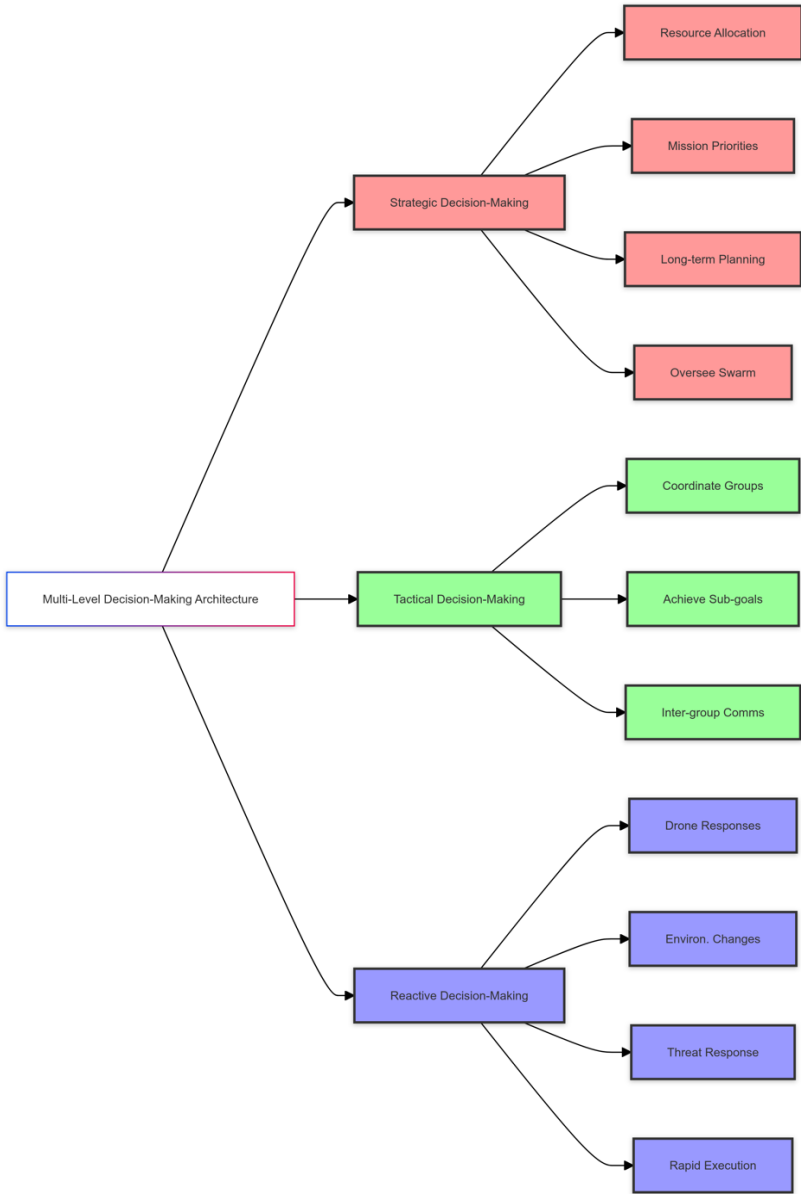 Resource Allocation
Mission Priorities
Strategic Decision-Making
Long-term Planning
Oversee Swarm
Coordinate Groups
Multi-Level Decision-Making Architecture
Tactical Decision-Making
Achieve Sub-goals
Inter-group Comms
Drone Responses
Environ. Changes
Reactive Decision-Making
Threat Response
Rapid Execution